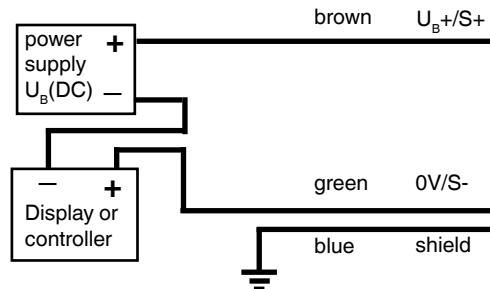 brown U_B+/S+
power +
supply
U_B(DC) –
– +
green 0V/S-
Display or
controller
blue shield